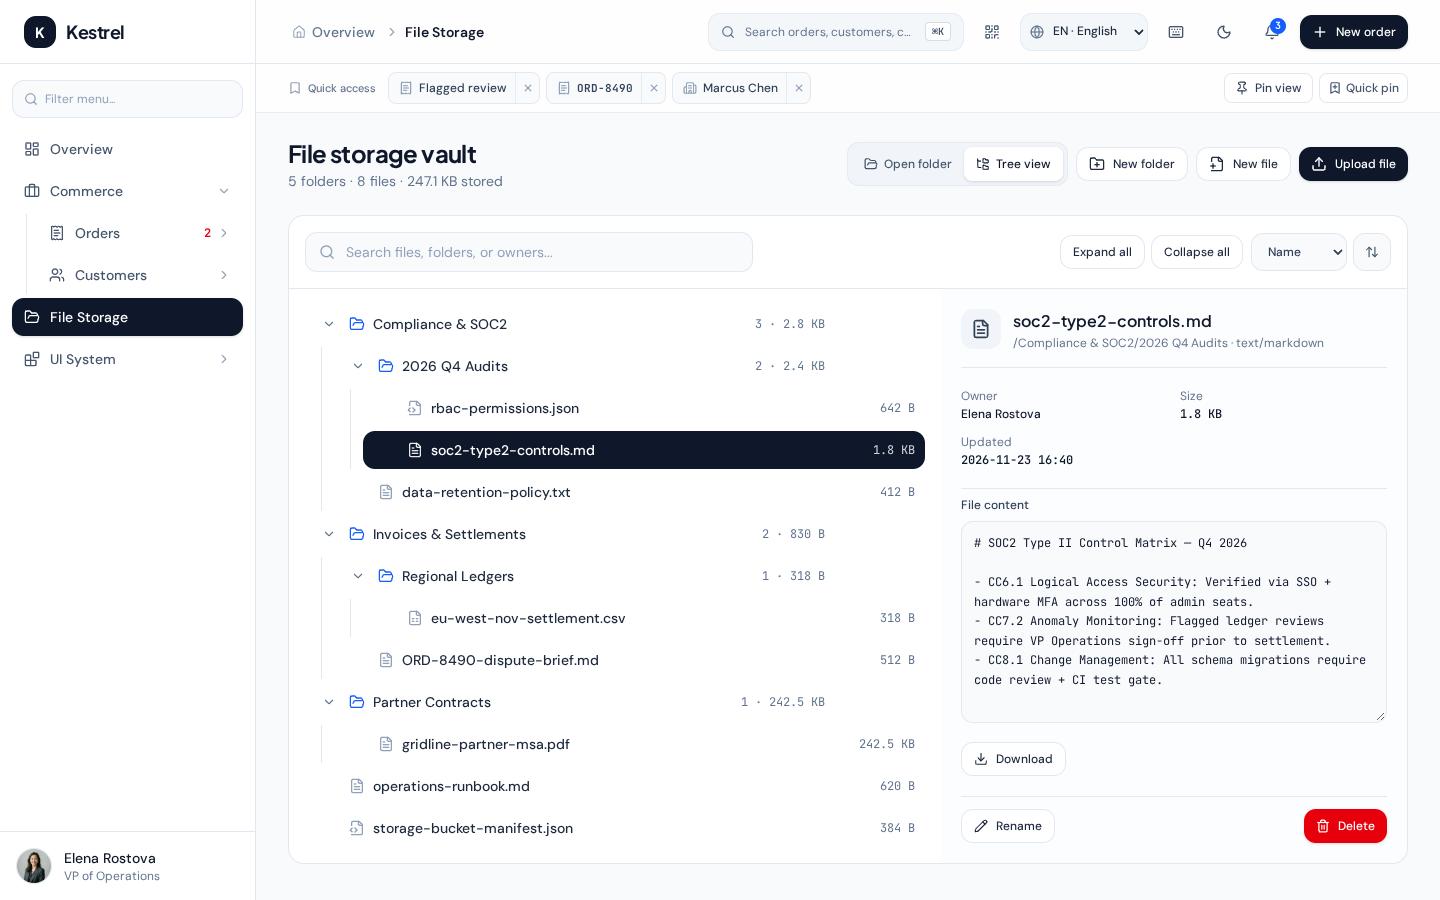 K Kestrel
Overview File Storage
Search orders, customers, c... ⌘K
EN · English
3
New order
Filter menu...
Overview
Commerce
Orders 2
Customers
File Storage
UI System
Elena Rostova
VP of Operations
Quick access
Flagged review ×
ORD-8490 ×
Marcus Chen ×
Pin view
Quick pin
File storage vault
5 folders · 8 files · 247.1 KB stored
Open folder
Tree view
New folder
New file
Upload file
Search files, folders, or owners...
Expand all
Collapse all
Name
Compliance & SOC2 3 · 2.8 KB
2026 Q4 Audits 2 · 2.4 KB
rbac-permissions.json 642 B
soc2-type2-controls.md 1.8 KB
data-retention-policy.txt 412 B
Invoices & Settlements 2 · 830 B
Regional Ledgers 1 · 318 B
eu-west-nov-settlement.csv 318 B
ORD-8490-dispute-brief.md 512 B
Partner Contracts 1 · 242.5 KB
gridline-partner-msa.pdf 242.5 KB
operations-runbook.md 620 B
storage-bucket-manifest.json 384 B
soc2-type2-controls.md
/Compliance & SOC2/2026 Q4 Audits · text/markdown
Owner Size
Elena Rostova 1.8 KB
Updated
2026-11-23 16:40
File content
# SOC2 Type II Control Matrix — Q4 2026
- CC6.1 Logical Access Security: Verified via SSO +
hardware MFA across 100% of admin seats.
- CC7.2 Anomaly Monitoring: Flagged ledger reviews
require VP Operations sign-off prior to settlement.
- CC8.1 Change Management: All schema migrations require
code review + CI test gate.
Download
Rename
Delete